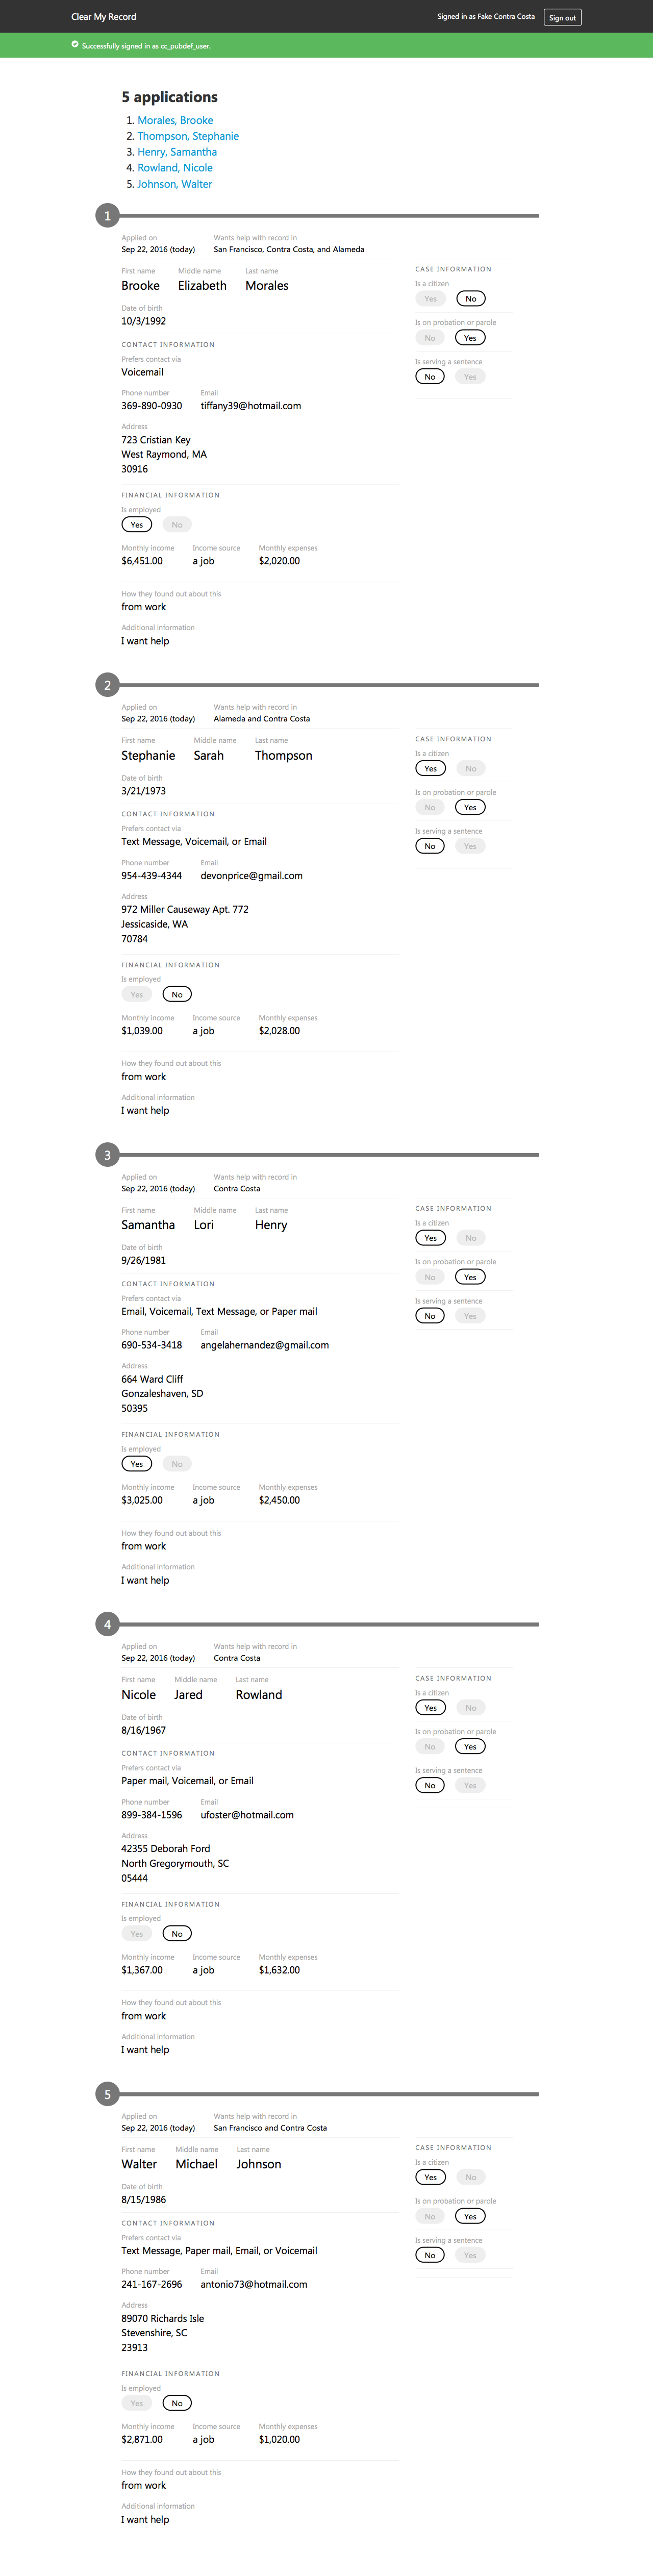 Clear My Record
Signed in as Fake Contra Costa
Sign out
Successfully signed in as cc_pubdef_user.
5 applications
1. Morales, Brooke
2. Thompson, Stephanie
3. Henry, Samantha
4. Rowland, Nicole
5. Johnson, Walter
1
Applied on Wants help with record in
Sep 22, 2016 (today) San Francisco, Contra Costa, and Alameda
First name Middle name Last name
Brooke Elizabeth Morales
Date of birth
10/3/1992
CONTACT INFORMATION
Prefers contact via
Voicemail
Phone number Email
369-890-0930 tiffany39@hotmail.com
Address
723 Cristian Key
West Raymond, MA
30916
FINANCIAL INFORMATION
Is employed
Yes No
Monthly income Income source Monthly expenses
$6,451.00 a job $2,020.00
How they found out about this
from work
Additional information
I want help
CASE INFORMATION
Is a citizen
Yes No
Is on probation or parole
No Yes
Is serving a sentence
No Yes
2
Applied on Wants help with record in
Sep 22, 2016 (today) Alameda and Contra Costa
First name Middle name Last name
Stephanie Sarah Thompson
Date of birth
3/21/1973
CONTACT INFORMATION
Prefers contact via
Text Message, Voicemail, or Email
Phone number Email
954-439-4344 devonprice@gmail.com
Address
972 Miller Causeway Apt. 772
Jessicaside, WA
70784
FINANCIAL INFORMATION
Is employed
Yes No
Monthly income Income source Monthly expenses
$1,039.00 a job $2,028.00
How they found out about this
from work
Additional information
I want help
CASE INFORMATION
Is a citizen
Yes No
Is on probation or parole
No Yes
Is serving a sentence
No Yes
3
Applied on Wants help with record in
Sep 22, 2016 (today) Contra Costa
First name Middle name Last name
Samantha Lori Henry
Date of birth
9/26/1981
CONTACT INFORMATION
Prefers contact via
Email, Voicemail, Text Message, or Paper mail
Phone number Email
690-534-3418 angelahernandez@gmail.com
Address
664 Ward Cliff
Gonzaleshaven, SD
50395
FINANCIAL INFORMATION
Is employed
Yes No
Monthly income Income source Monthly expenses
$3,025.00 a job $2,450.00
How they found out about this
from work
Additional information
I want help
CASE INFORMATION
Is a citizen
Yes No
Is on probation or parole
No Yes
Is serving a sentence
No Yes
4
Applied on Wants help with record in
Sep 22, 2016 (today) Contra Costa
First name Middle name Last name
Nicole Jared Rowland
Date of birth
8/16/1967
CONTACT INFORMATION
Prefers contact via
Paper mail, Voicemail, or Email
Phone number Email
899-384-1596 ufoster@hotmail.com
Address
42355 Deborah Ford
North Gregorymouth, SC
05444
FINANCIAL INFORMATION
Is employed
Yes No
Monthly income Income source Monthly expenses
$1,367.00 a job $1,632.00
How they found out about this
from work
Additional information
I want help
CASE INFORMATION
Is a citizen
Yes No
Is on probation or parole
No Yes
Is serving a sentence
No Yes
5
Applied on Wants help with record in
Sep 22, 2016 (today) San Francisco and Contra Costa
First name Middle name Last name
Walter Michael Johnson
Date of birth
8/15/1986
CONTACT INFORMATION
Prefers contact via
Text Message, Paper mail, Email, or Voicemail
Phone number Email
241-167-2696 antonio73@hotmail.com
Address
89070 Richards Isle
Stevenshire, SC
23913
FINANCIAL INFORMATION
Is employed
Yes No
Monthly income Income source Monthly expenses
$2,871.00 a job $1,020.00
How they found out about this
from work
Additional information
I want help
CASE INFORMATION
Is a citizen
Yes No
Is on probation or parole
No Yes
Is serving a sentence
No Yes